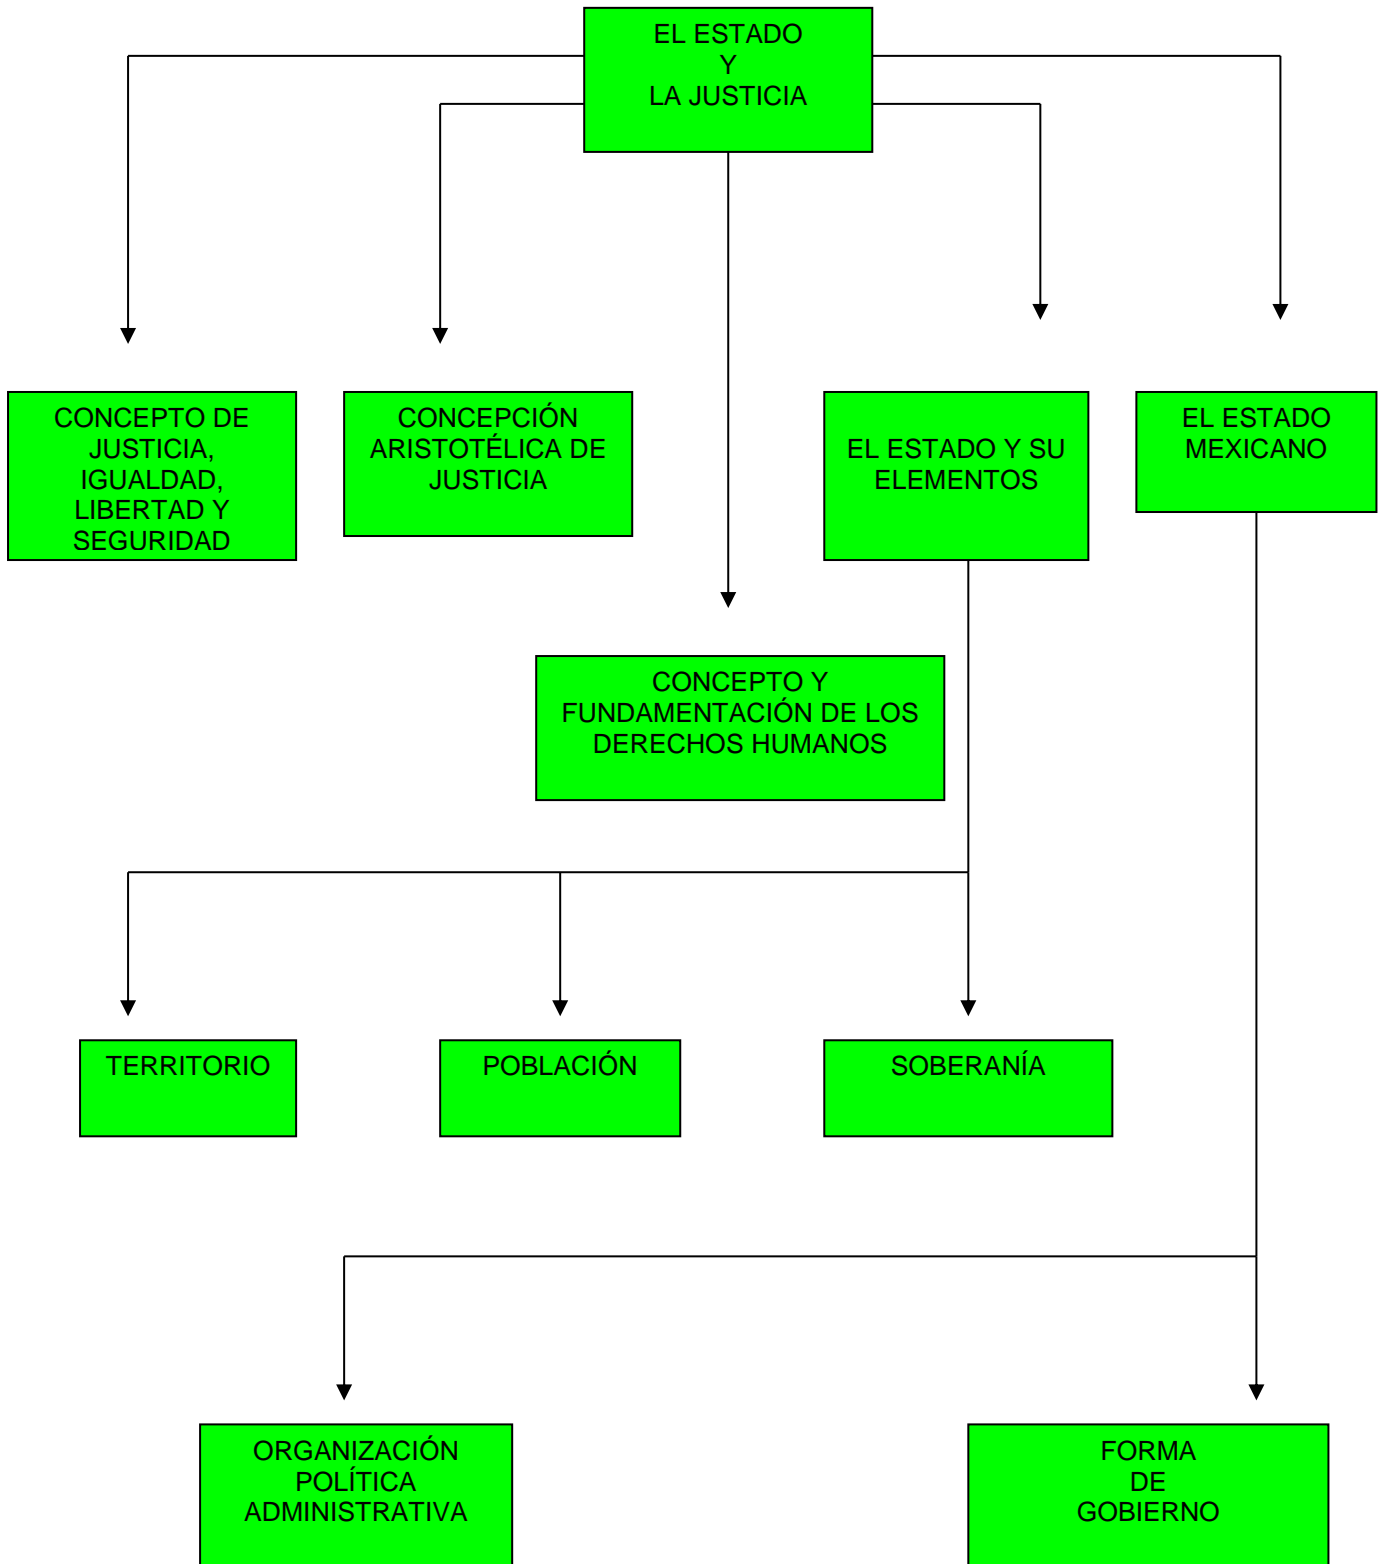 EL ESTADO
Y
LA JUSTICIA
CONCEPTO DE
JUSTICIA,
IGUALDAD,
LIBERTAD Y
SEGURIDAD
CONCEPCIÓN
ARISTOTÉLICA DE
JUSTICIA
EL ESTADO Y SU
ELEMENTOS
EL ESTADO
MEXICANO
CONCEPTO Y
FUNDAMENTACIÓN DE LOS
DERECHOS HUMANOS
TERRITORIO
POBLACIÓN
SOBERANÍA
ORGANIZACIÓN
POLÍTICA
ADMINISTRATIVA
FORMA
DE
GOBIERNO